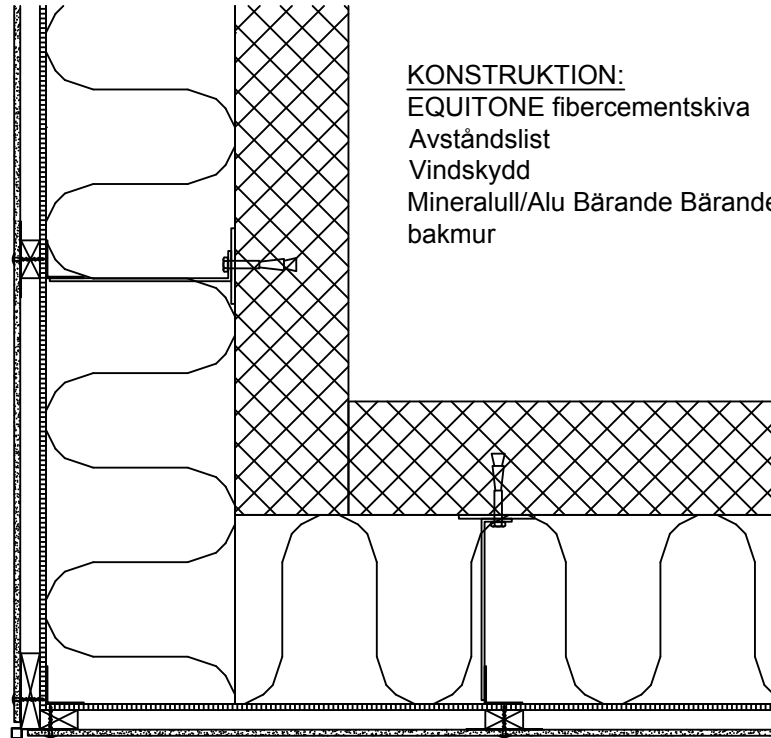 KONSTRUKTION:
EQUITONE fibercementskiva
Avståndslist
Vindskydd
Mineralull/Alu Bärande Bärande
bakmur